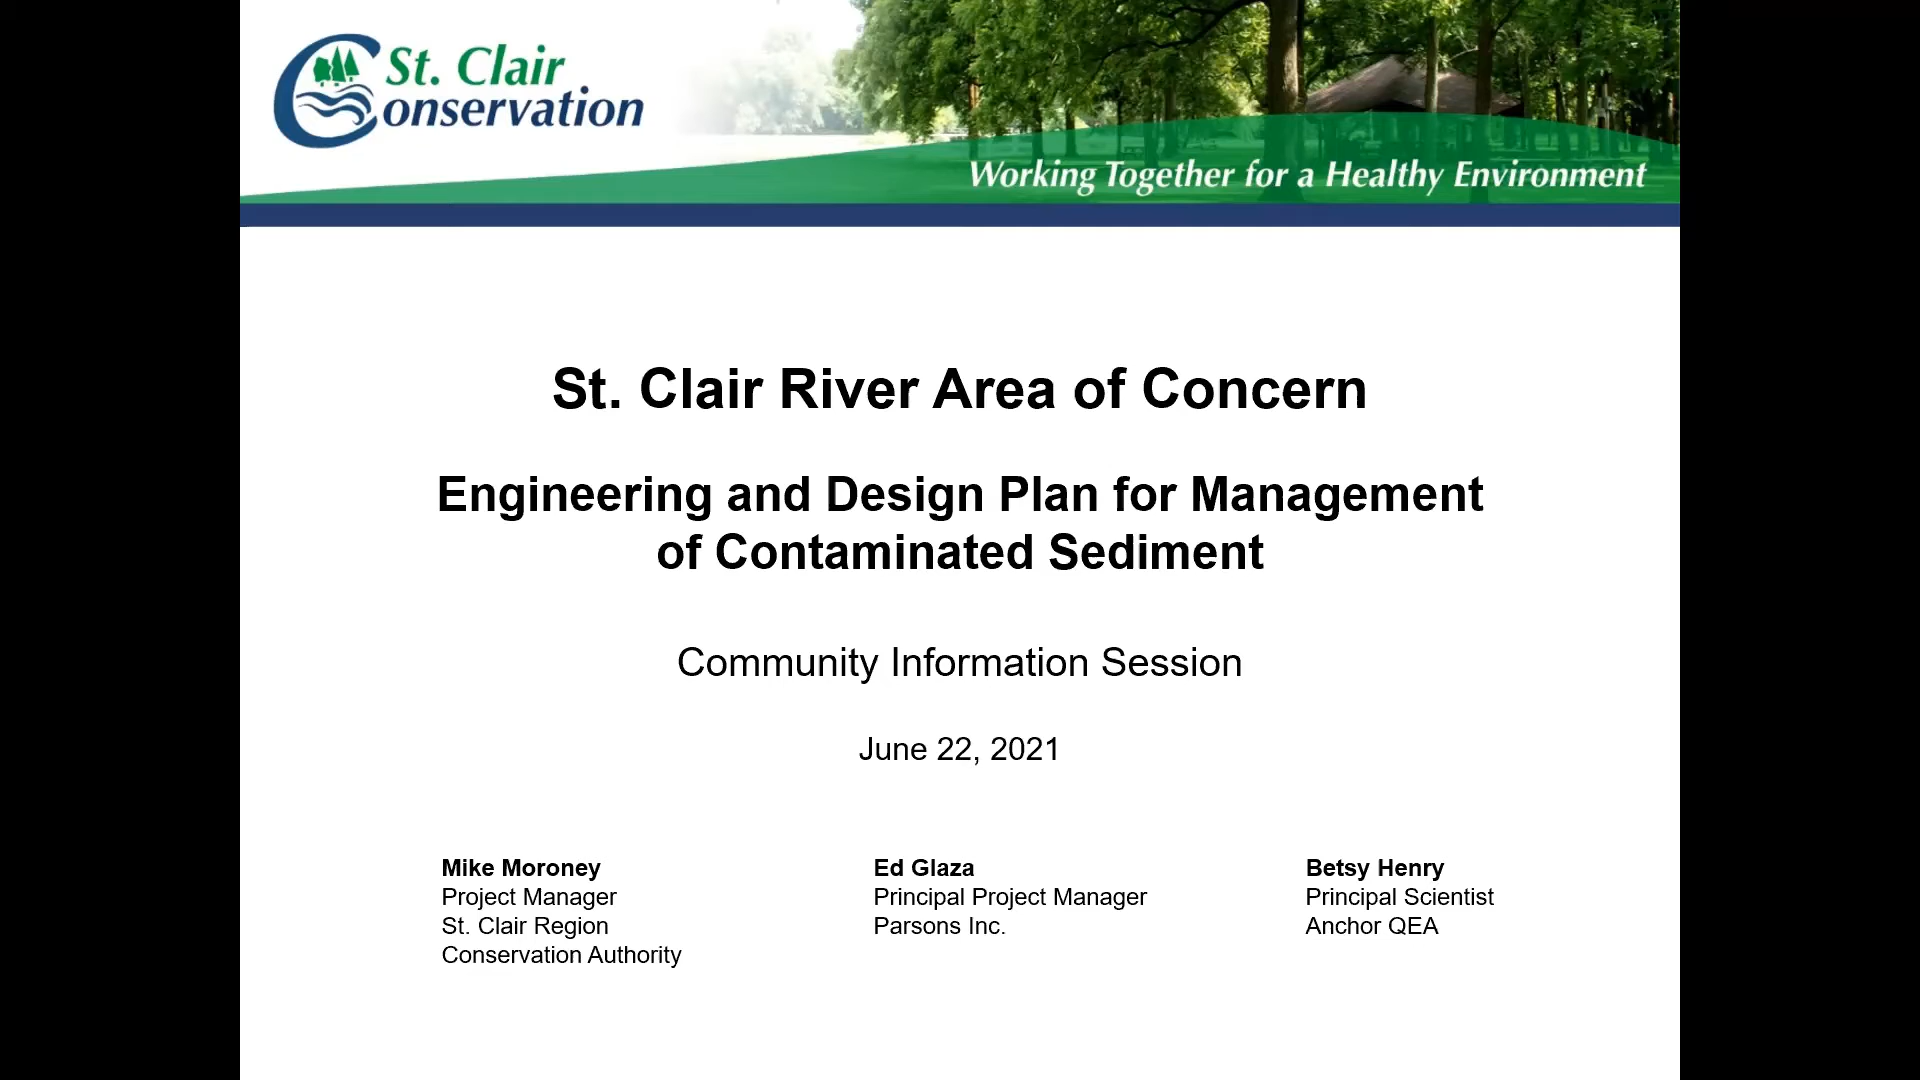 St. Clair
Conservation
Working Together for a Healthy Environment
St. Clair River Area of Concern
Engineering and Design Plan for Management
of Contaminated Sediment
Community Information Session
June 22, 2021
Mike Moroney
Project Manager
St. Clair Region
Conservation Authority
Ed Glaza
Principal Project Manager
Parsons Inc.
Betsy Henry
Principal Scientist
Anchor QEA